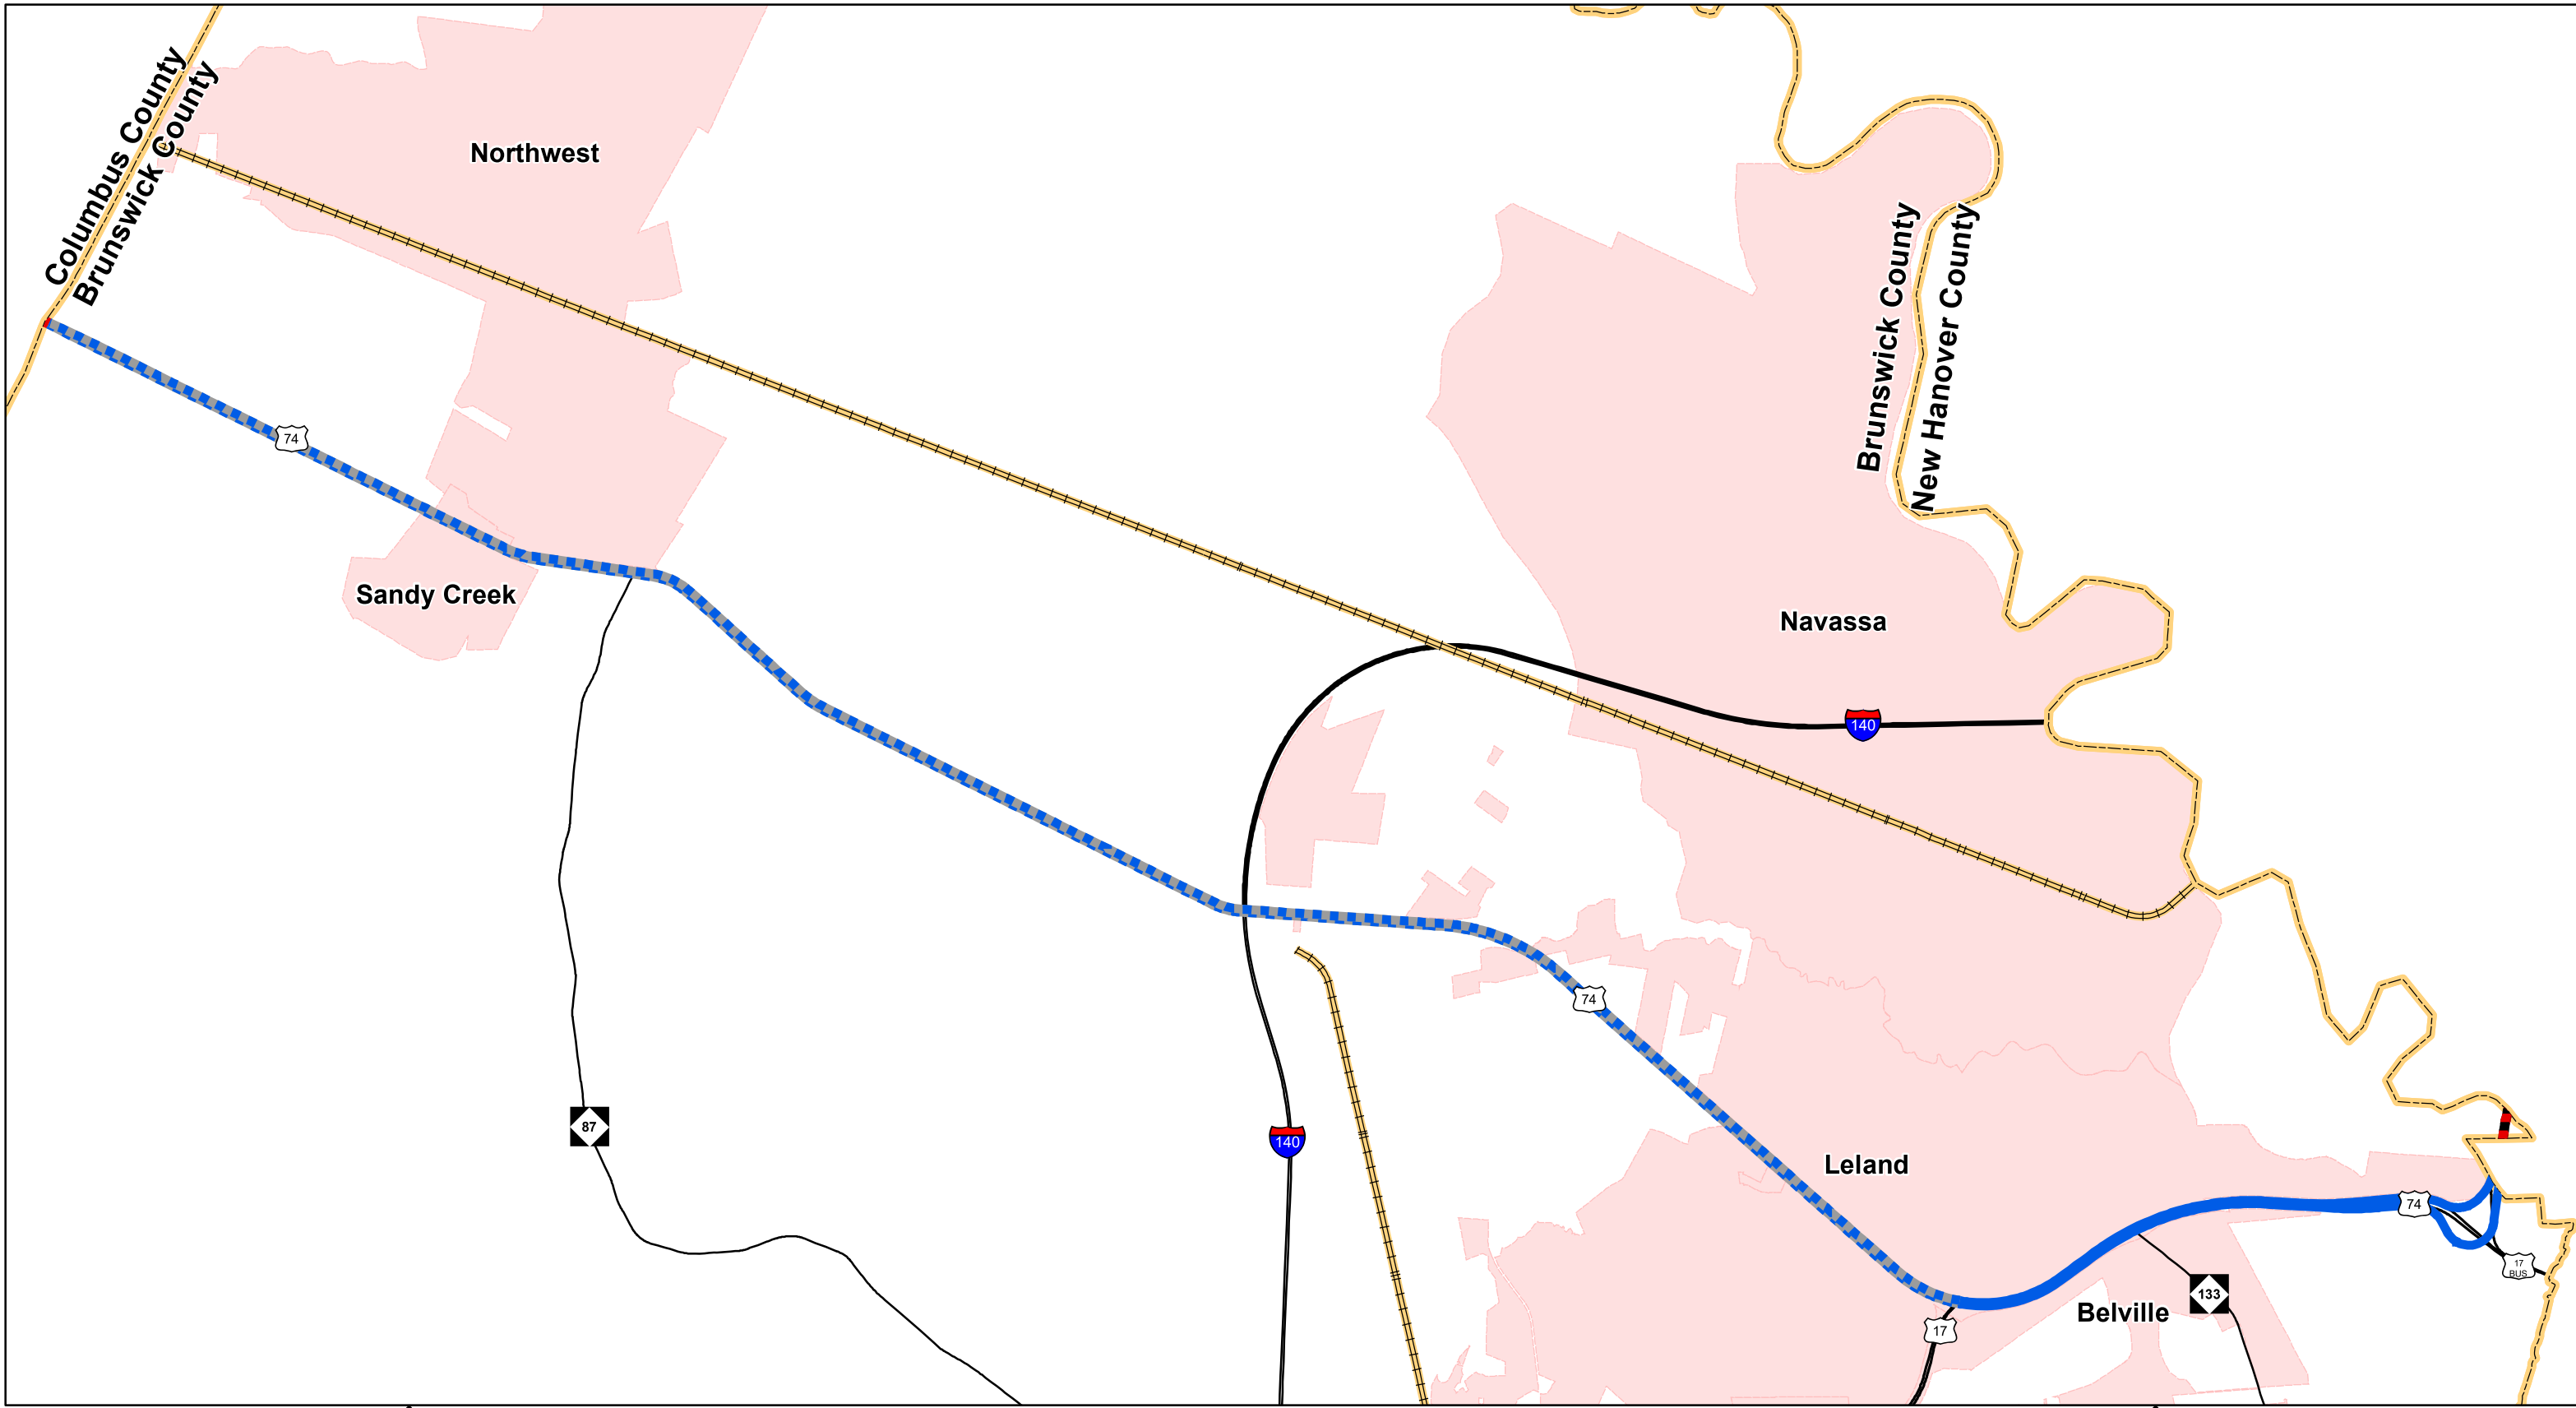 Columbus County
Brunswick County
Northwest
Brunswick County
New Hanover County
74
Sandy Creek
Navassa
140
74
87
140
Leland
74
17
BUS
133
Belville
17